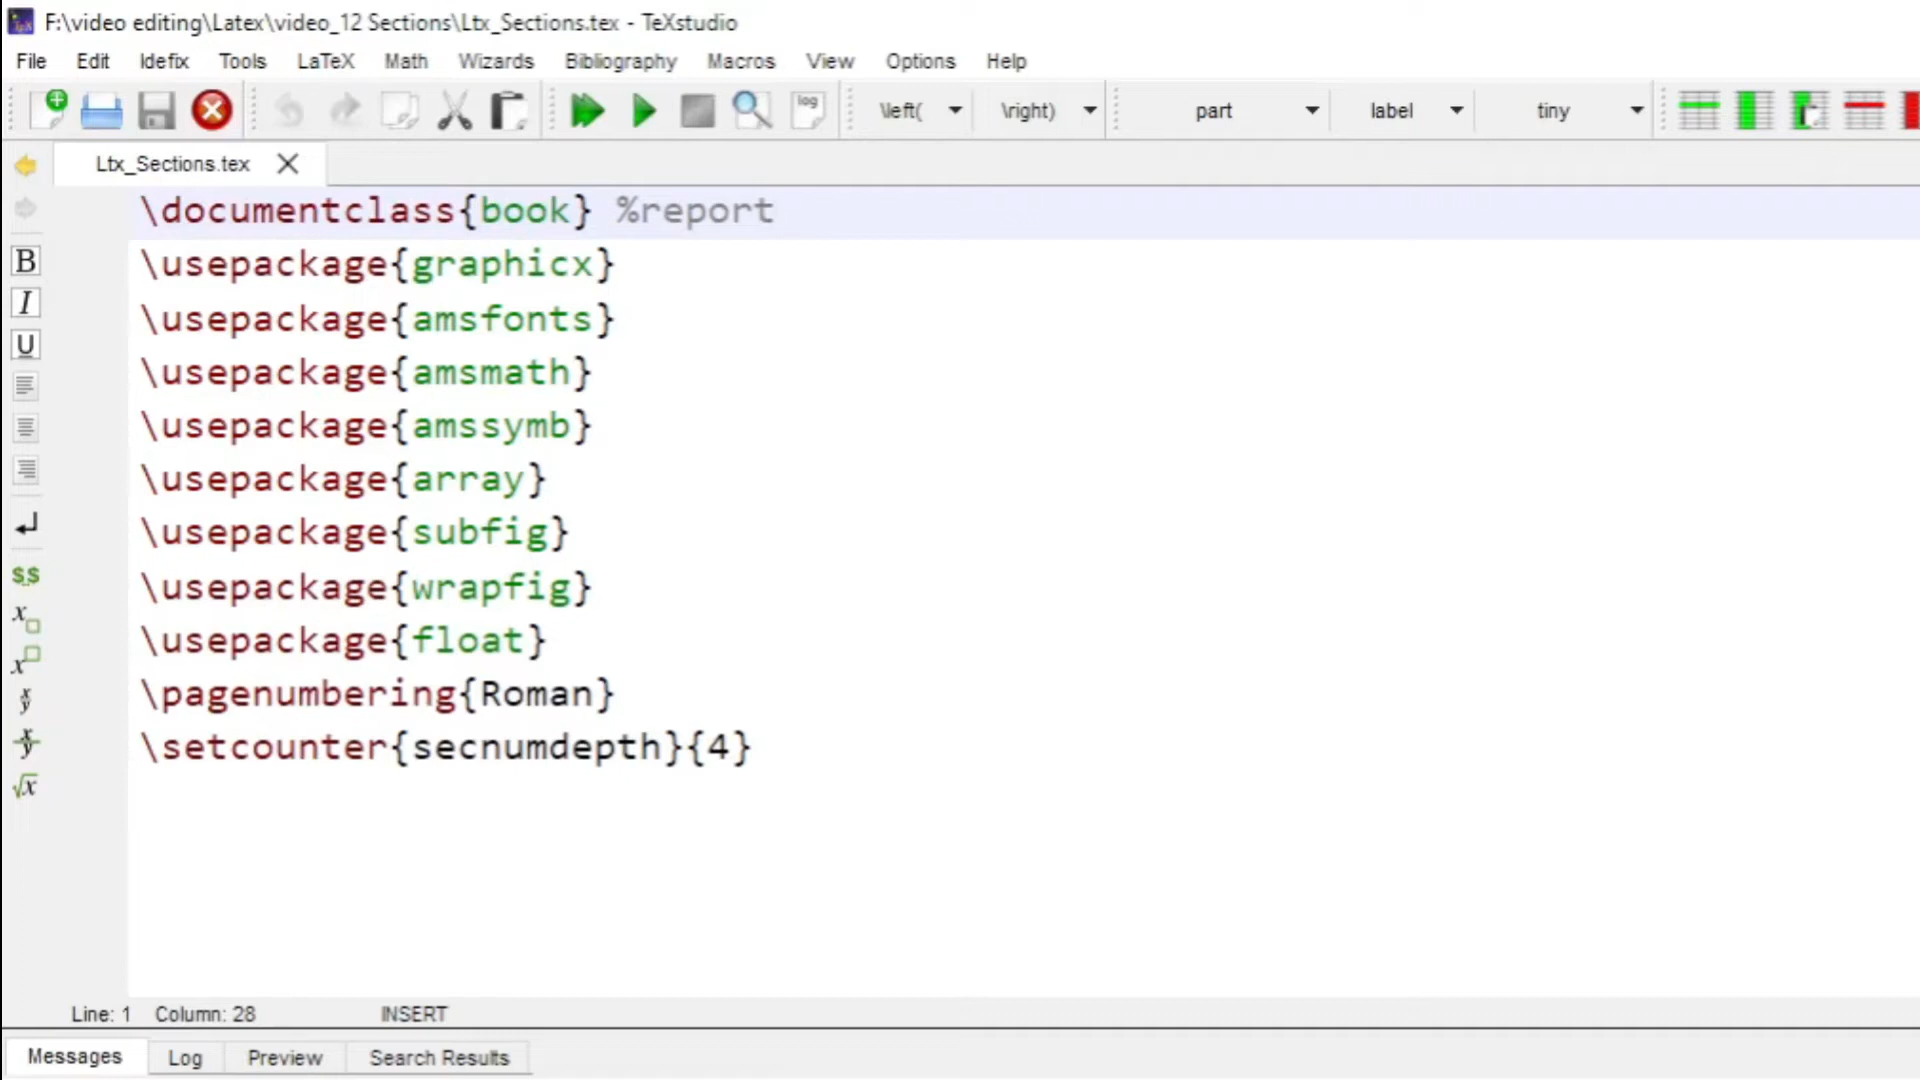 F:\video editing\Latex\video_12 Sections\Ltx_Sections.tex - TeXstudio
File Edit Idefix Tools LaTeX Math Wizards Bibliography Macros View Options Help
log \left( \right) part label tiny
Ltx_Sections.tex
\documentclass{book} %report
B \usepackage{graphicx}
I \usepackage{amsfonts}
U \usepackage{amsmath}
\usepackage{amssymb}
\usepackage{array}
\usepackage{subfig}
$$ \usepackage{wrapfig}
x \usepackage{float}
x \pagenumbering{Roman}
x/y \setcounter{secnumdepth}{4}
x/y
√x
Line: 1 Column: 28 INSERT
Messages Log Preview Search Results